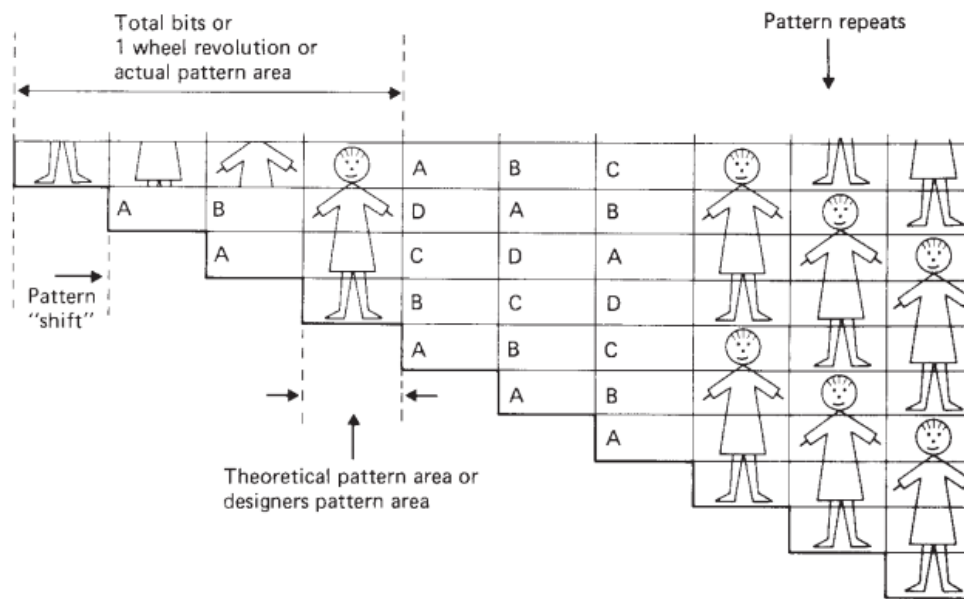 Total bits or
1 wheel revolution or
actual pattern area
Pattern repeats
A B C
A B D A B
A C D A
Pattern
"shift"
B C D
A B C
A B
A
Theoretical pattern area or
designers pattern area